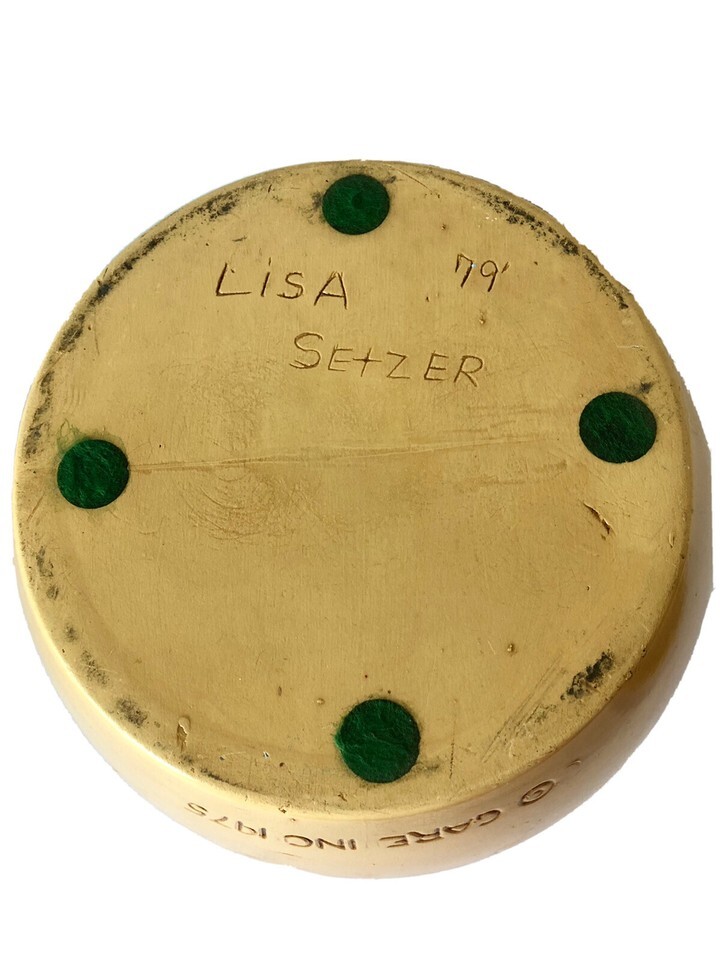 LiSA 79'
SEtZER
© GARE INC 1975